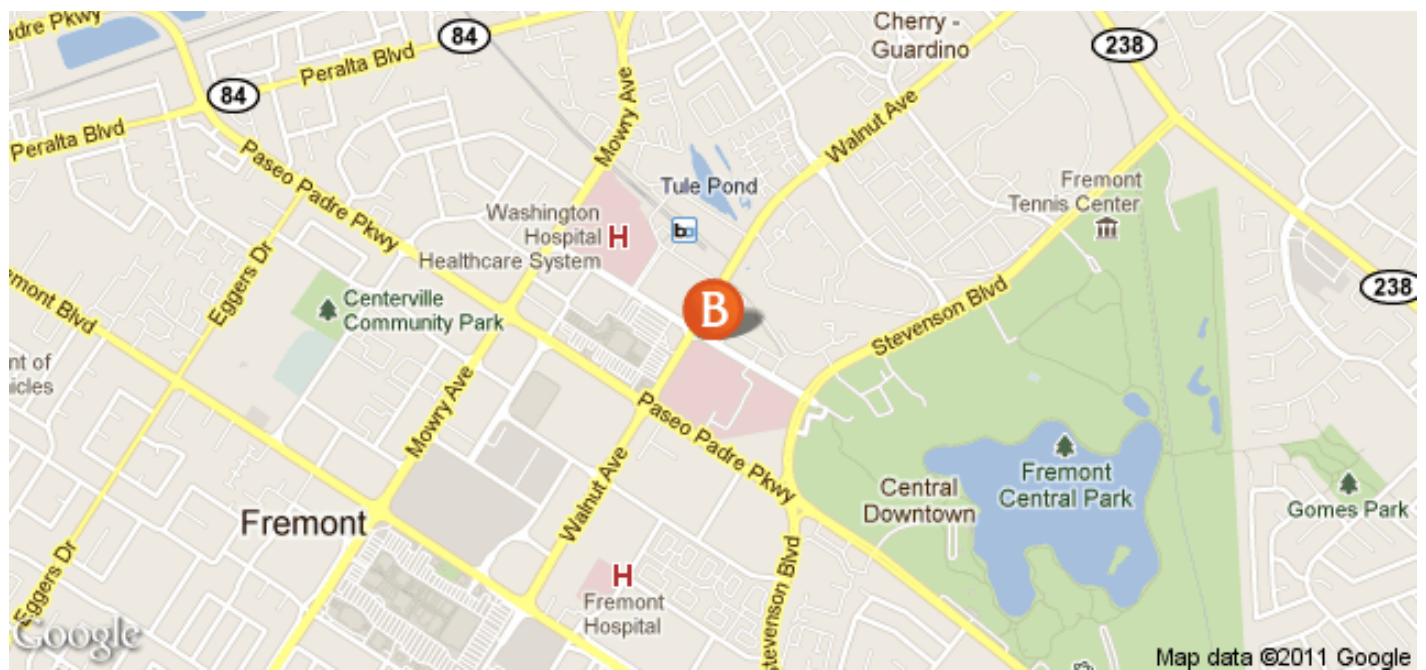 adre Pkwy
84
Peralta Blvd
84
Peralta Blvd
Mowry Ave
Cherry -
Guardino
238
Walnut Ave
Paseo Padre Pkwy
Tule Pond
Washington
Hospital
Healthcare System
H
Fremont
Tennis Center
Eggers Dr
238
Centerville
Community Park
B
Stevenson Blvd
emont Blvd
nt of
icles
Mowry Ave
Paseo Padre Pkwy
Walnut Ave
Central
Downtown
Fremont
Central Park
Gomes Park
Fremont
Eggers Dr
H
Fremont
Hospital
Stevenson Blvd
Google
Map data ©2011 Google